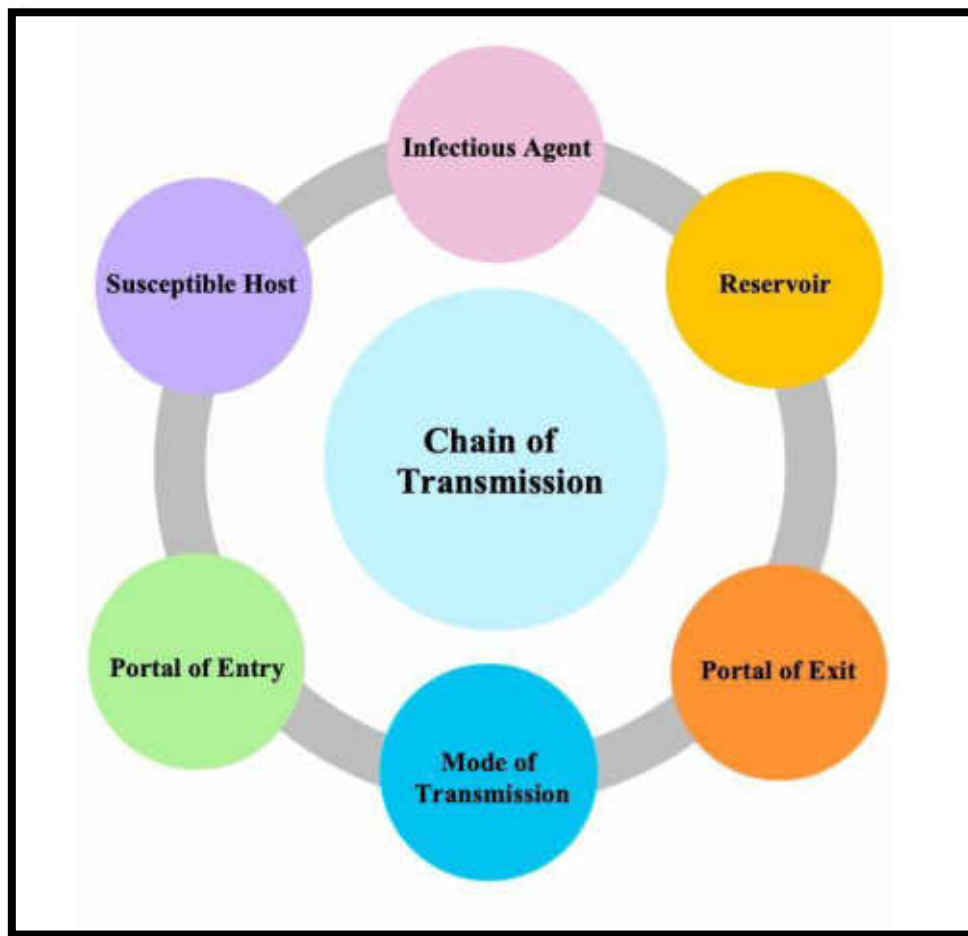 Infectious Agent
Reservoir
Portal of Exit
Mode of
Transmission
Portal of Entry
Susceptible Host
Chain of
Transmission